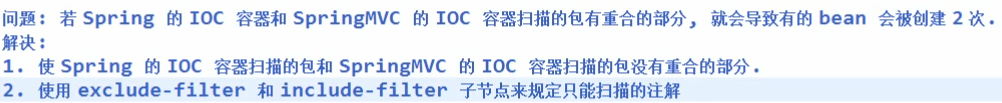 问题: 若 Spring 的 IOC 容器和 SpringMVC 的 IOC 容器扫描的包有重合的部分, 就会导致有的 bean 会被创建 2 次.
解决:
1. 使 Spring 的 IOC 容器扫描的包和 SpringMVC 的 IOC 容器扫描的包没有重合的部分.
2. 使用 exclude-filter 和 include-filter 子节点来规定只能扫描的注解